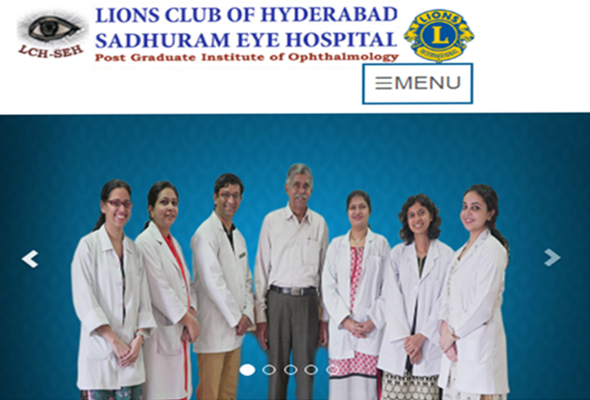 LIONS CLUB OF HYDERABAD
SADHURAM EYE HOSPITAL
Post Graduate Institute of Ophthalmology
LCH-SEH
LIONS
L
INTERNATIONAL
MENU